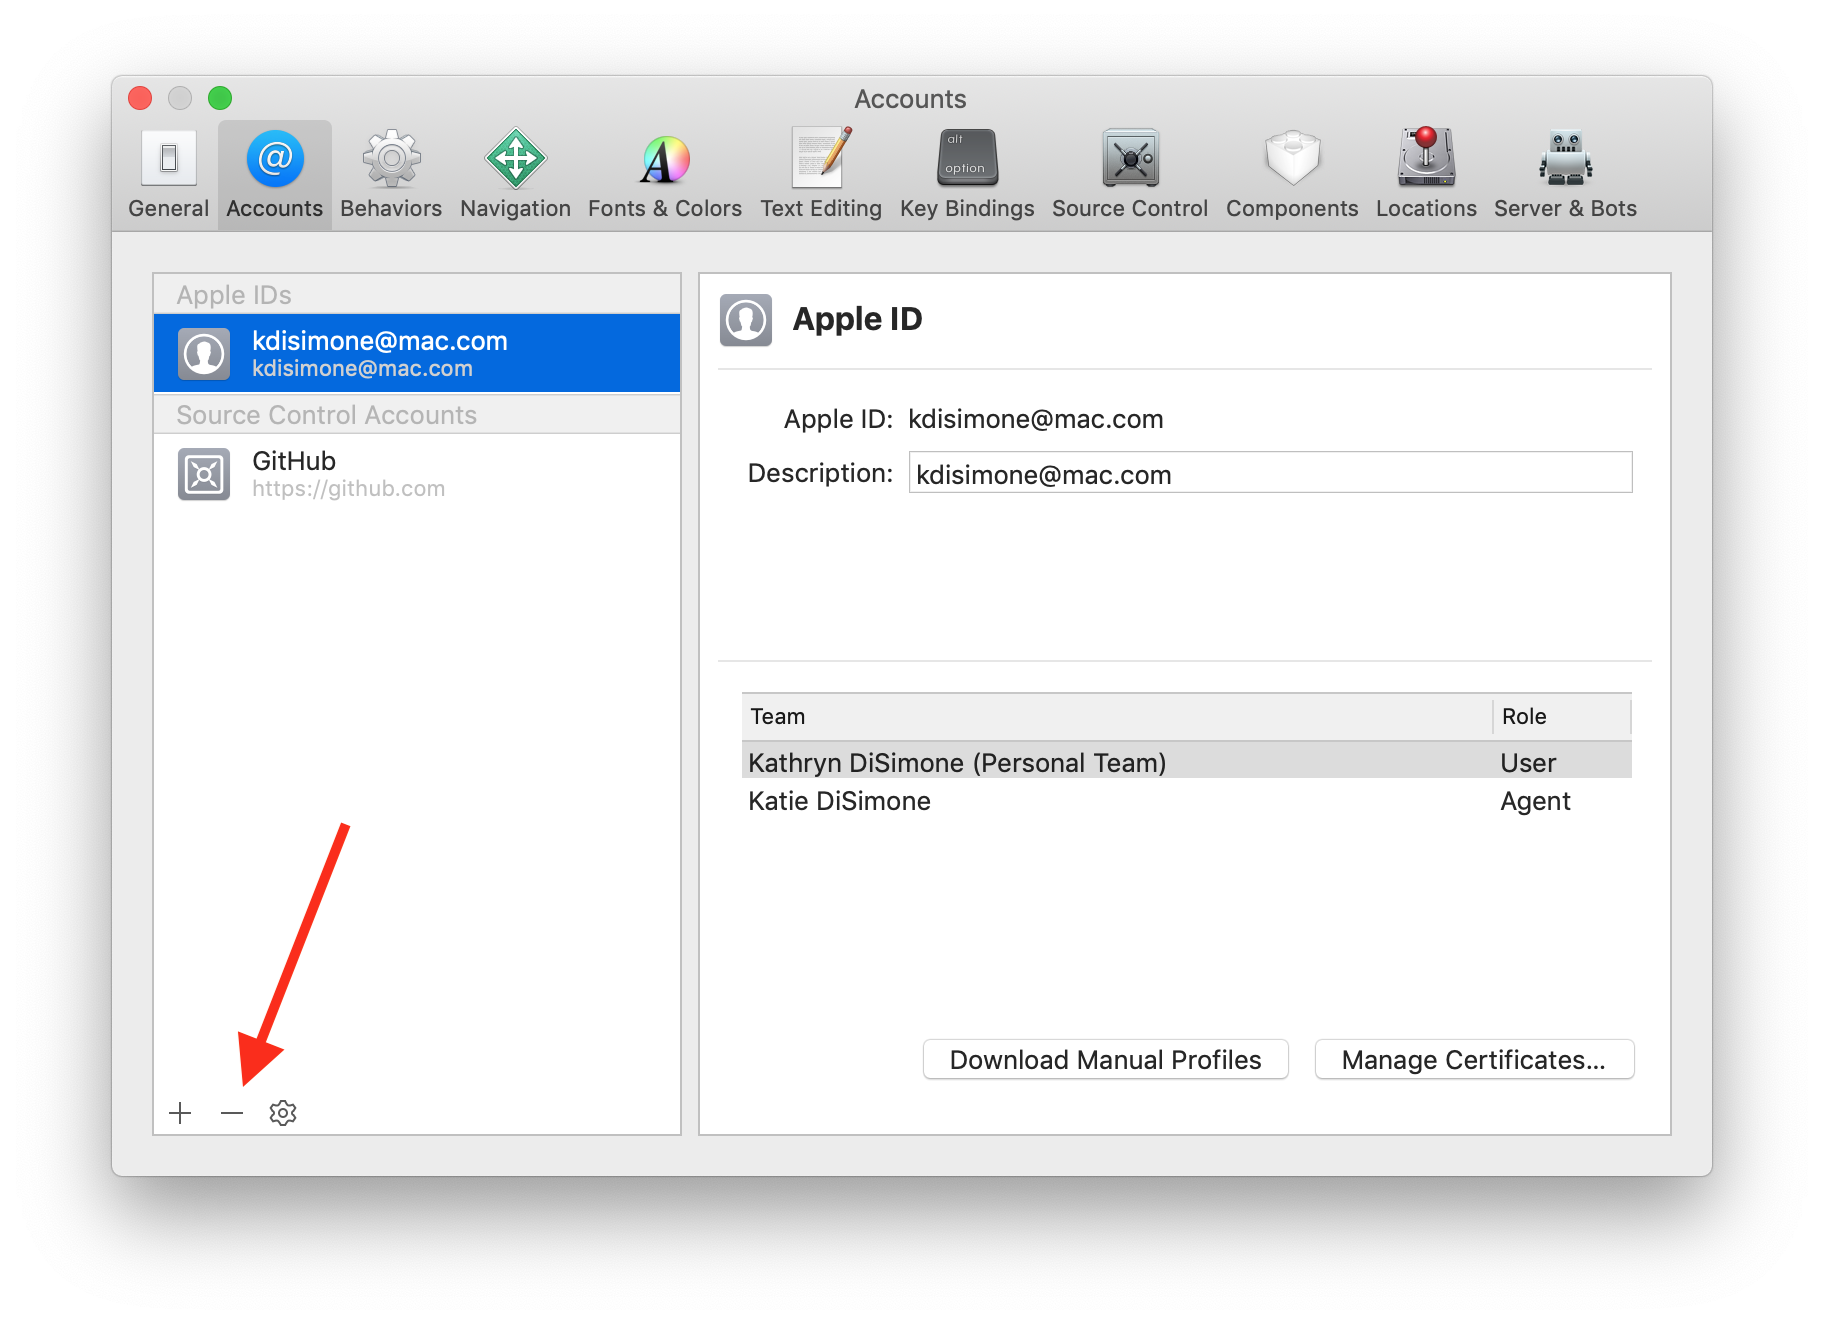 Accounts
General
Accounts
Behaviors
Navigation
Fonts & Colors
Text Editing
alt
option
Key Bindings
Source Control
Components
Locations
Server & Bots
Apple IDs
kdisimone@mac.com
kdisimone@mac.com
Source Control Accounts
GitHub
https://github.com
Apple ID
Apple ID: kdisimone@mac.com
Description: kdisimone@mac.com
Team Role
Kathryn DiSimone (Personal Team) User
Katie DiSimone Agent
Download Manual Profiles
Manage Certificates...